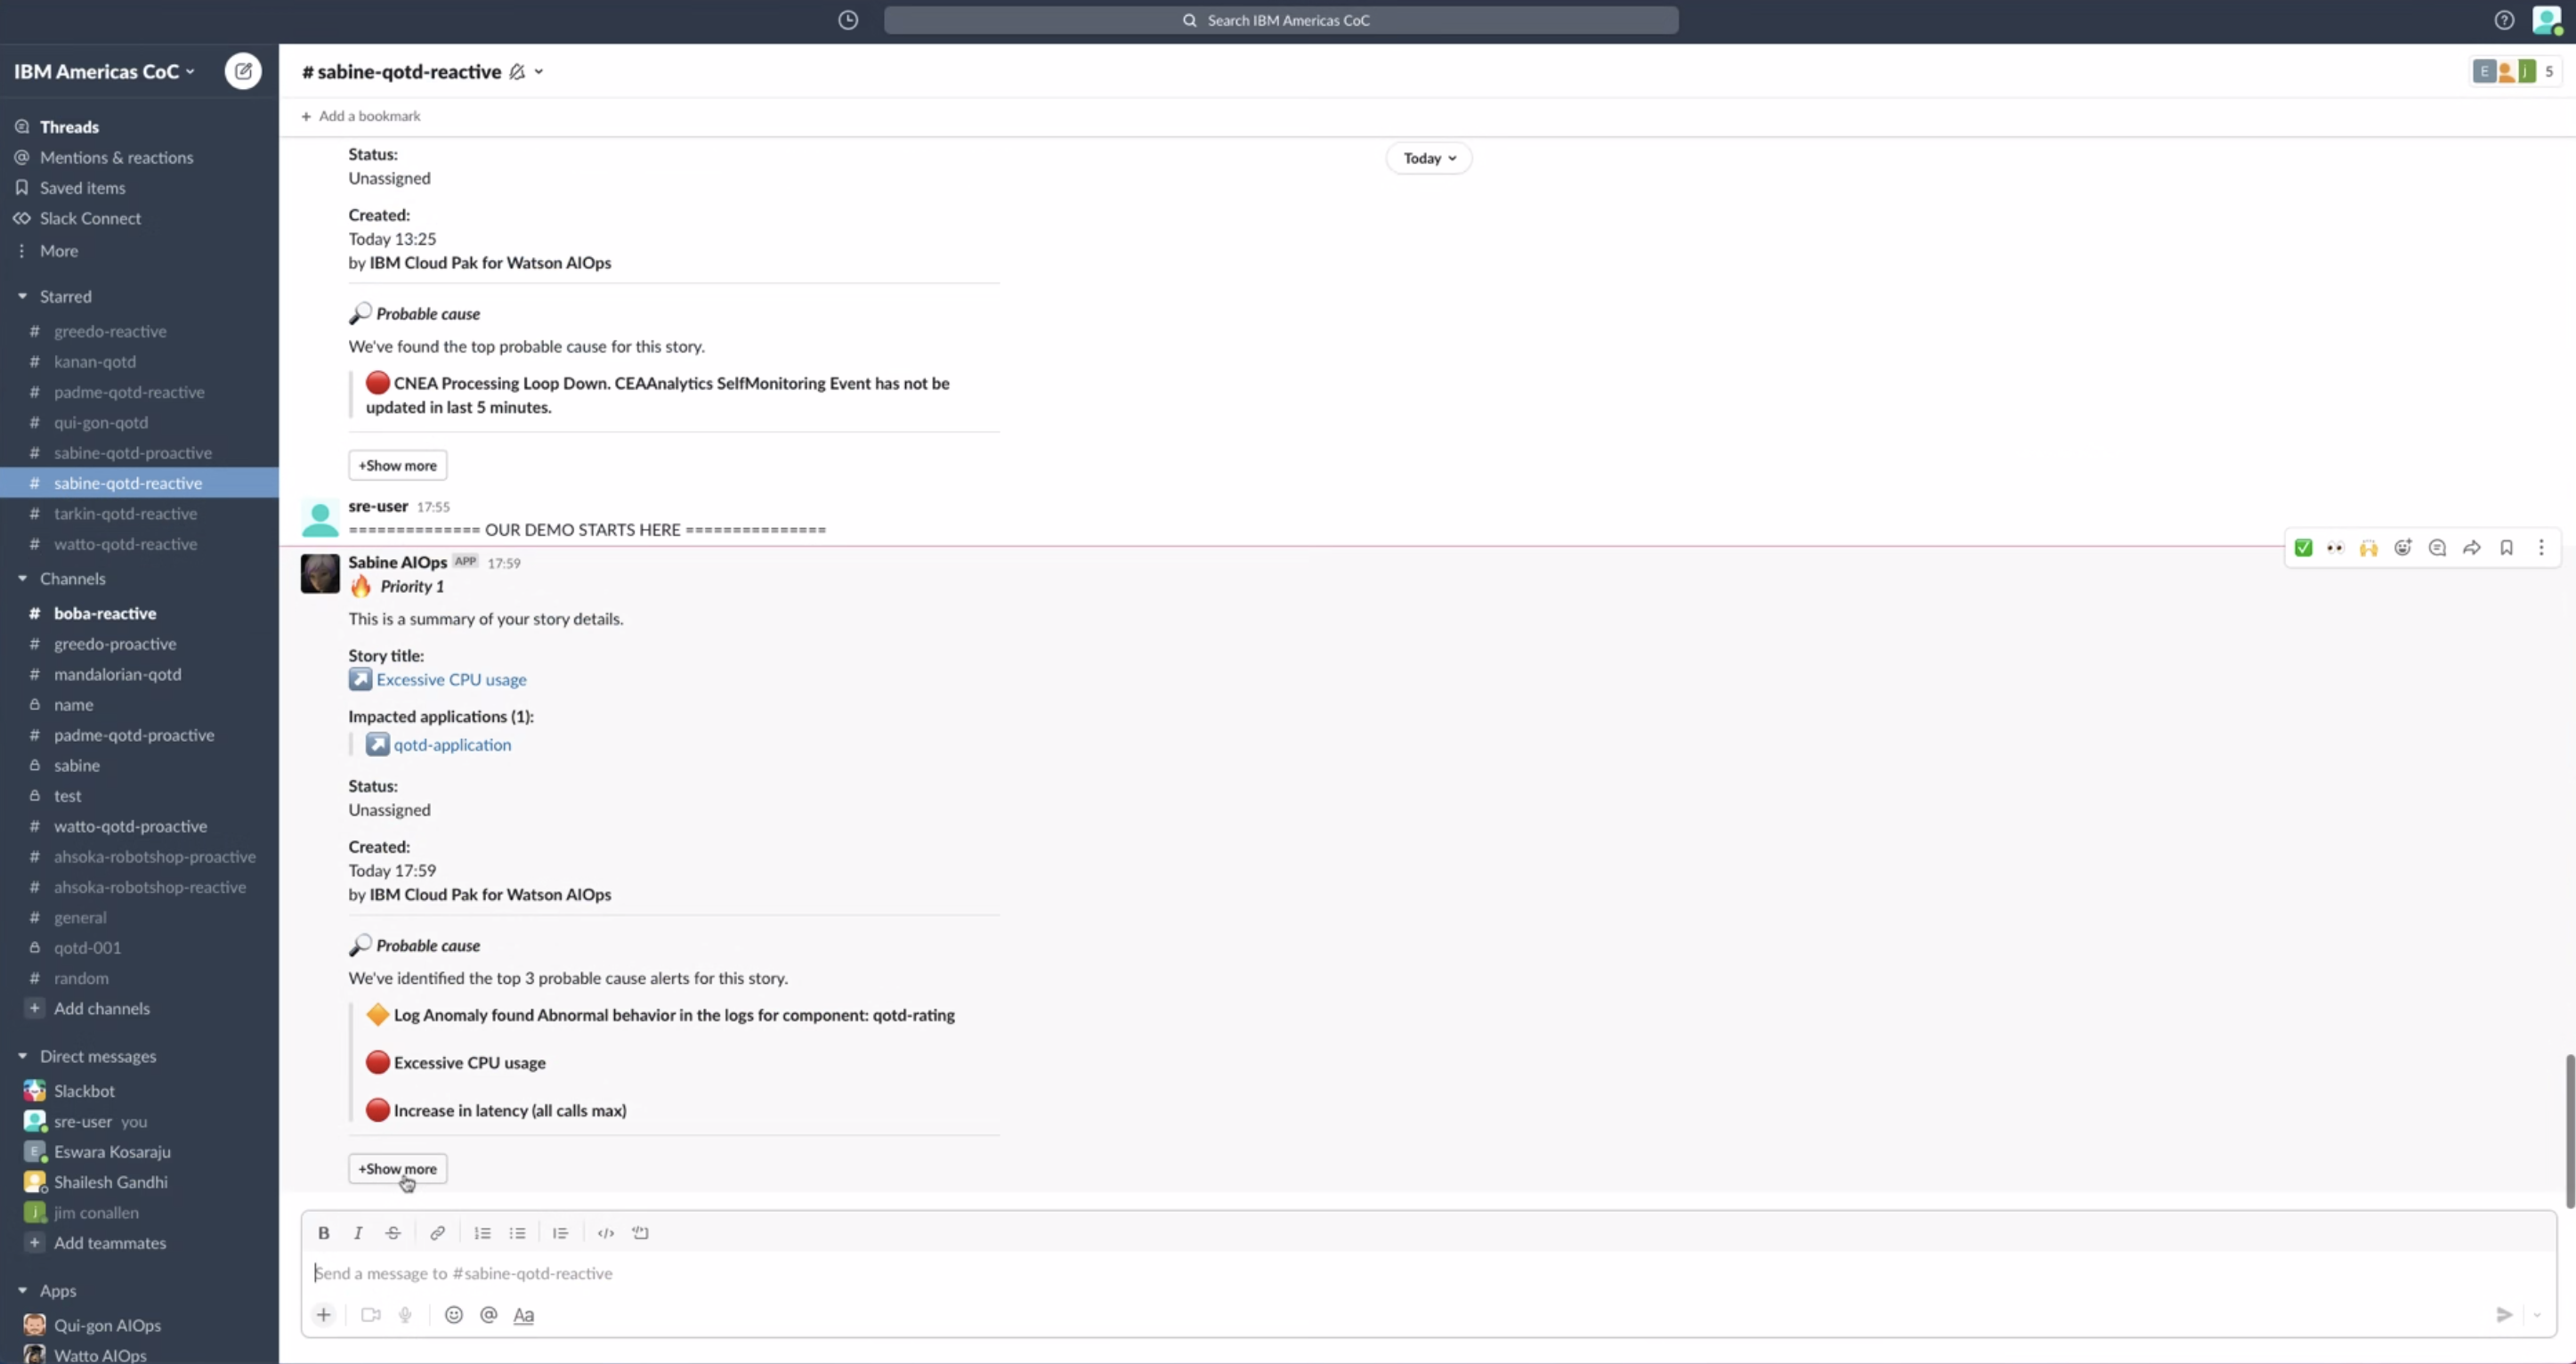 Search IBM Americas CoC
IBM Americas CoC
Threads
Mentions & reactions
Saved items
Slack Connect
More
Starred
# greedo-reactive
# kanan-qotd
# padme-qotd-reactive
# qui-gon-qotd
# sabine-qotd-proactive
# sabine-qotd-reactive
# tarkin-qotd-reactive
# watto-qotd-reactive
Channels
# boba-reactive
# greedo-proactive
# mandalorian-qotd
name
# padme-qotd-proactive
sabine
test
# watto-qotd-proactive
# ahsoka-robotshop-proactive
# ahsoka-robotshop-reactive
# general
qotd-001
# random
+ Add channels
Direct messages
Slackbot
sre-user you
E Eswara Kosaraju
Shailesh Gandhi
j jim conallen
+ Add teammates
Apps
Qui-gon AIOps
Watto AIOps
# sabine-qotd-reactive
E j 5
+ Add a bookmark
Today
Status:
Unassigned
Created:
Today 13:25
by IBM Cloud Pak for Watson AIOps
Probable cause
We've found the top probable cause for this story.
CNEA Processing Loop Down. CEAAnalytics SelfMonitoring Event has not be
updated in last 5 minutes.
+Show more
sre-user 17:55
============== OUR DEMO STARTS HERE ===============
Sabine AIOps APP 17:59
Priority 1
This is a summary of your story details.
Story title:
Excessive CPU usage
Impacted applications (1):
qotd-application
Status:
Unassigned
Created:
Today 17:59
by IBM Cloud Pak for Watson AIOps
Probable cause
We've identified the top 3 probable cause alerts for this story.
Log Anomaly found Abnormal behavior in the logs for component: qotd-rating
Excessive CPU usage
Increase in latency (all calls max)
+Show more
B I S
Send a message to #sabine-qotd-reactive
+ @ Aa